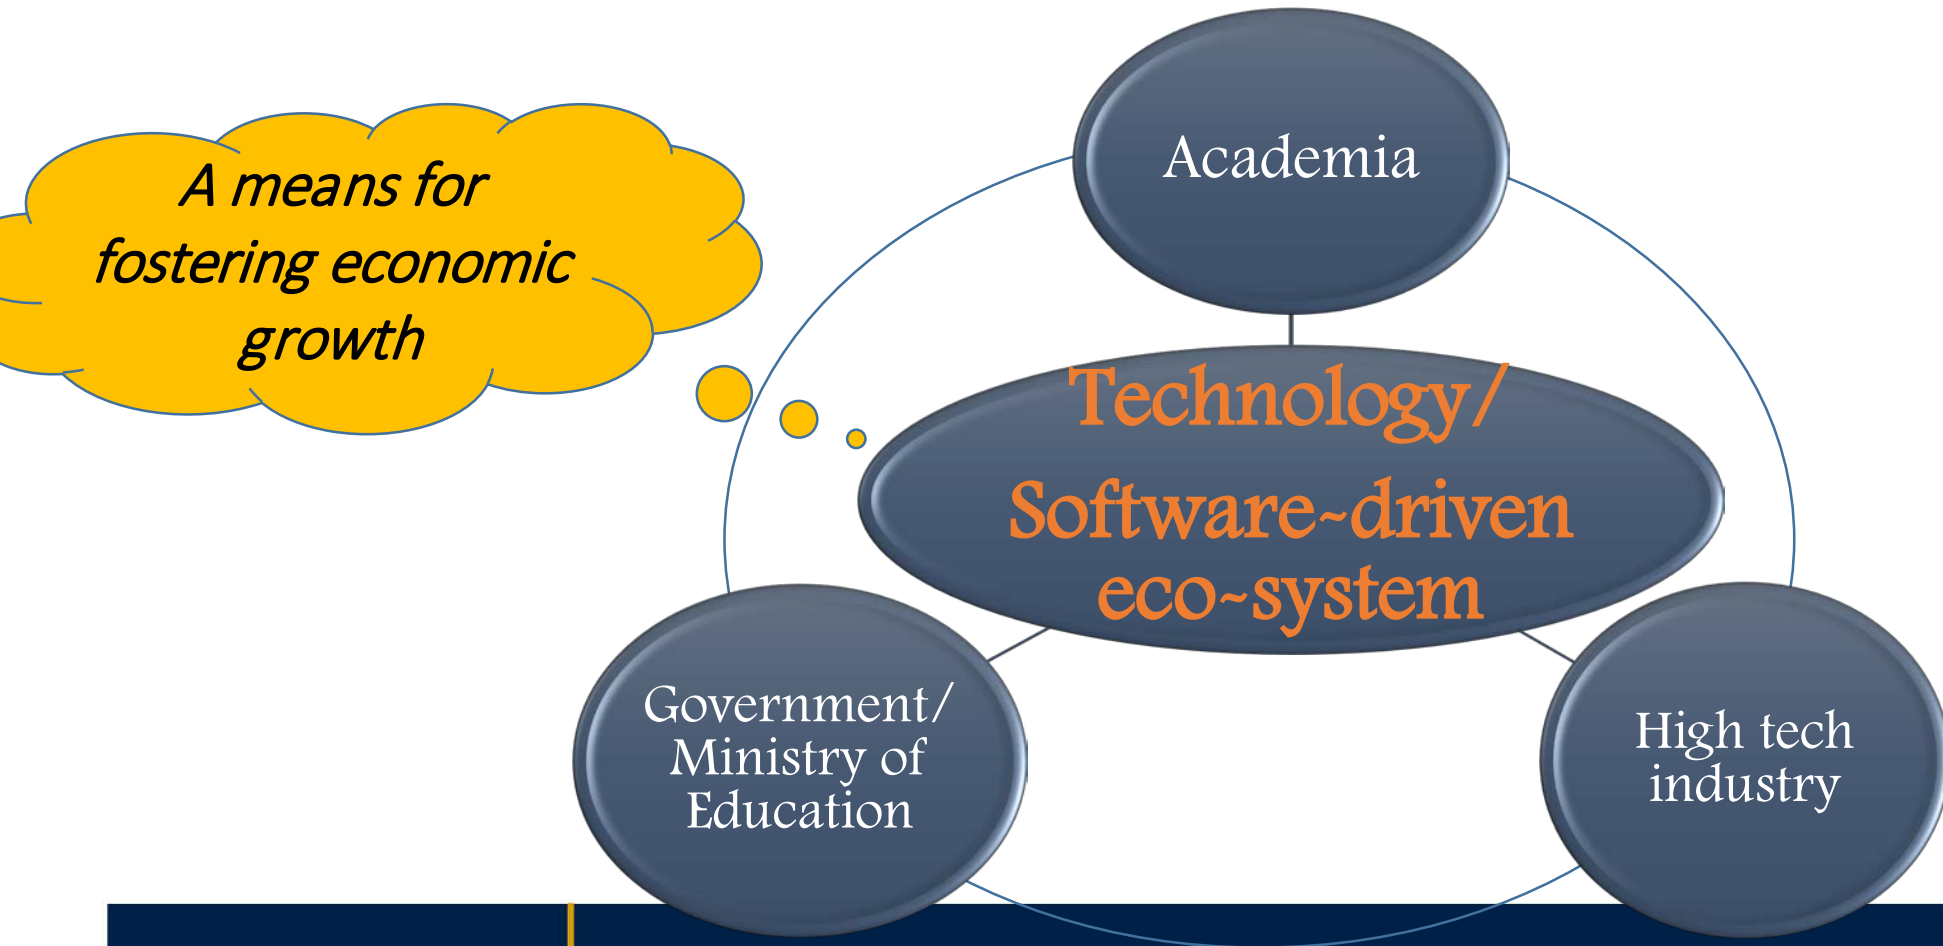 A means for
fostering economic
growth
Academia
Technology/
Software-driven
eco-system
Government/
Ministry of
Education
High tech
industry